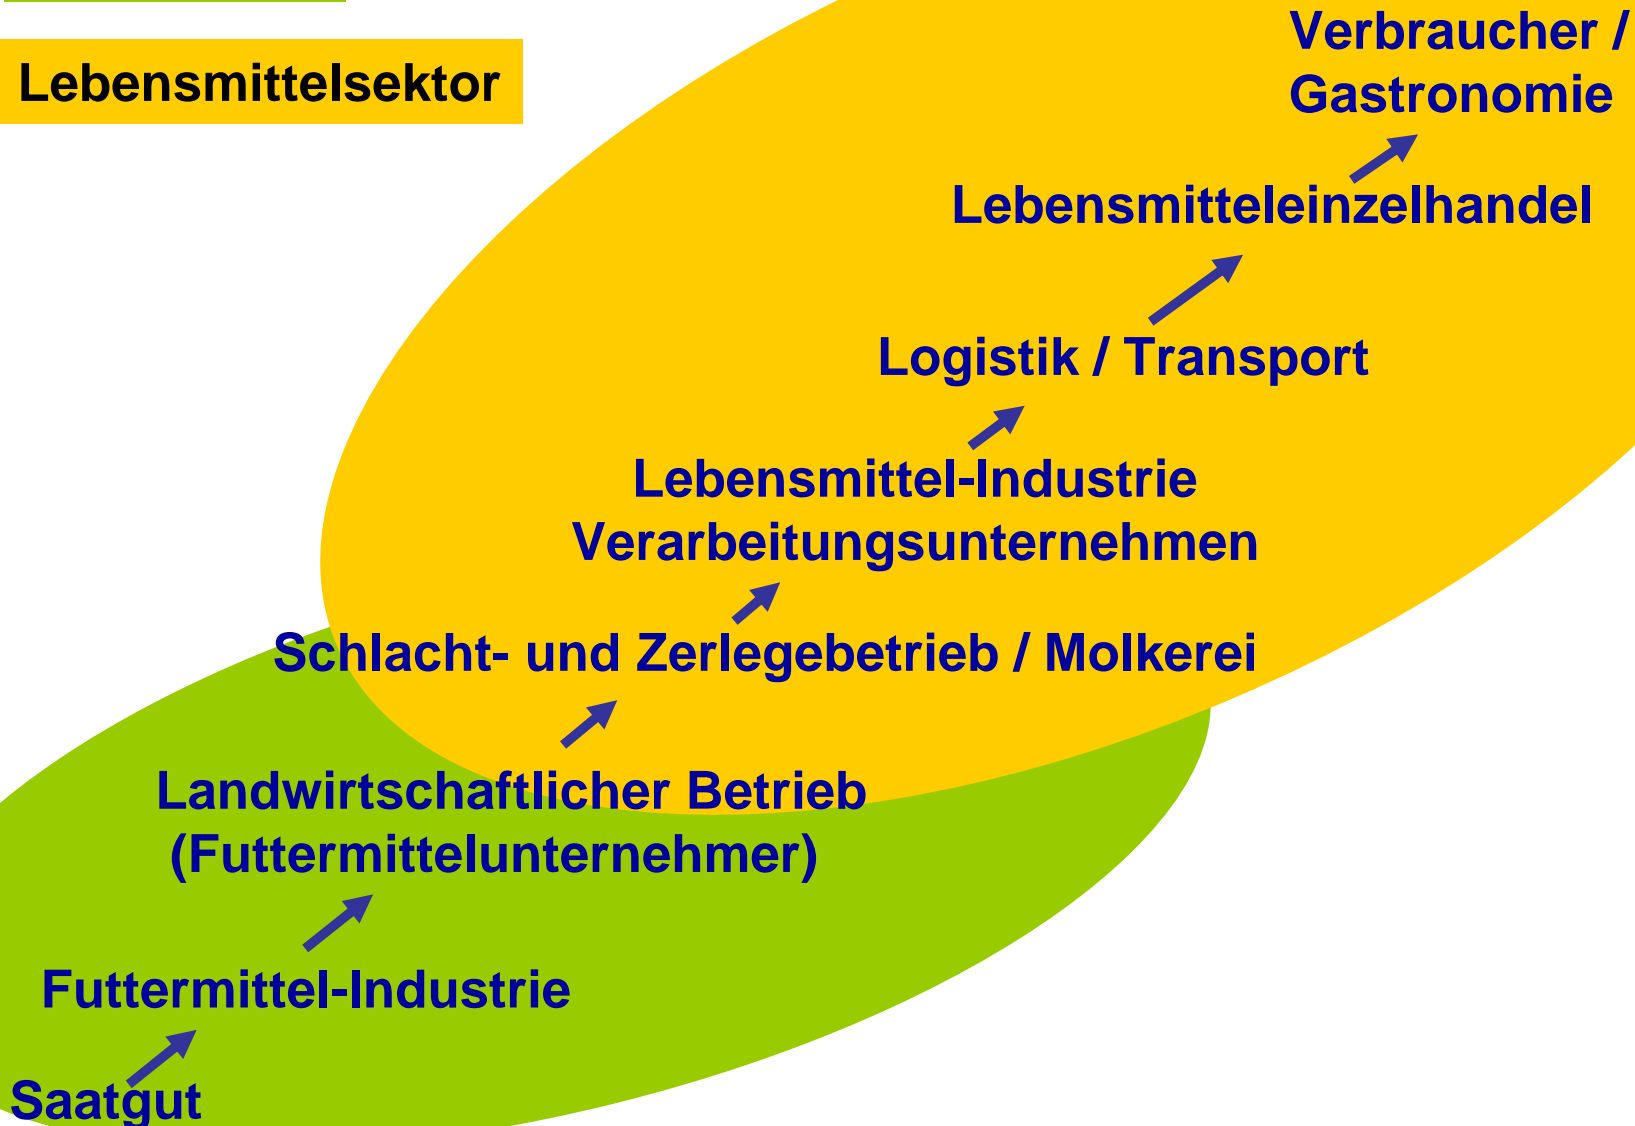 Verbraucher /
Gastronomie
Lebensmittelsektor
Lebensmitteleinzelhandel
Logistik / Transport
Lebensmittel-Industrie
Verarbeitungsunternehmen
Schlacht- und Zerlegebetrieb / Molkerei
Landwirtschaftlicher Betrieb
(Futtermittelunternehmer)
Futtermittel-Industrie
Saatgut